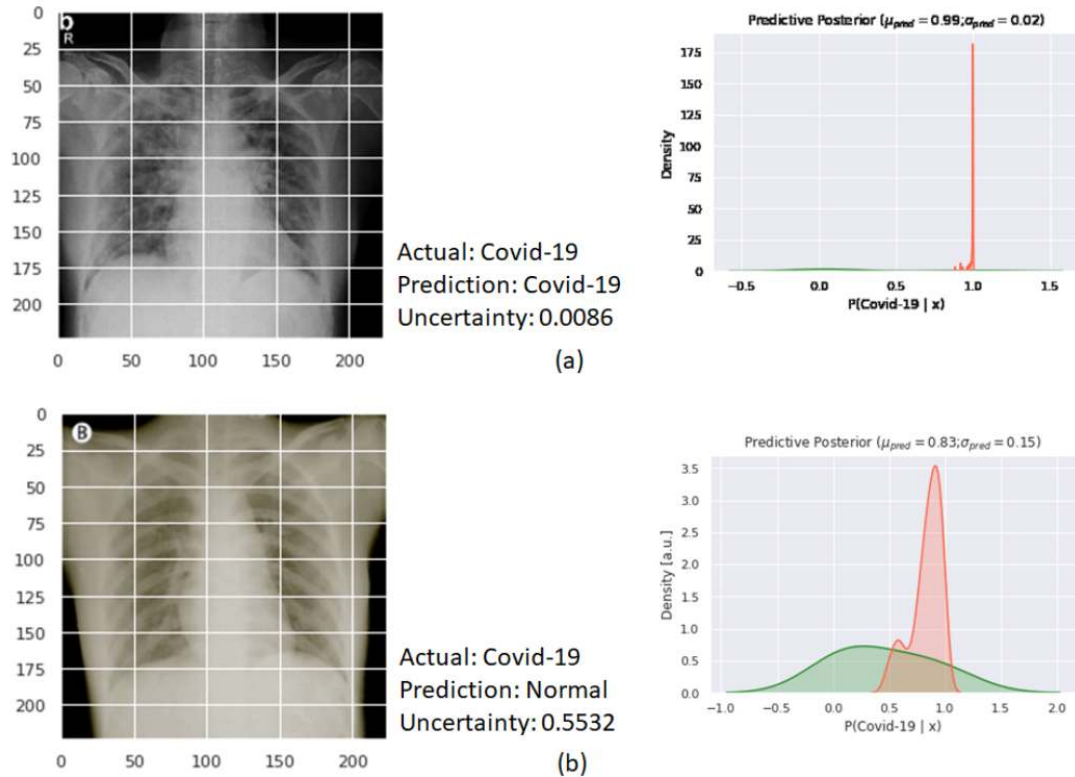 b
R
0
25
50
75
100
125
150
175
200
0 50 100 150 200
Actual: Covid-19
Prediction: Covid-19
Uncertainty: 0.0086
(a)
Predictive Posterior (μpred = 0.99;σpred = 0.02)
Density
175
150
125
100
75
50
25
0
−0.5 0.0 0.5 1.0 1.5
P(Covid-19 | x)
B
0
25
50
75
100
125
150
175
200
0 50 100 150 200
Actual: Covid-19
Prediction: Normal
Uncertainty: 0.5532
(b)
Predictive Posterior (μpred = 0.83;σpred = 0.15)
Density [a.u.]
3.5
3.0
2.5
2.0
1.5
1.0
0.5
0.0
−1.0 −0.5 0.0 0.5 1.0 1.5 2.0
P(Covid-19 | x)